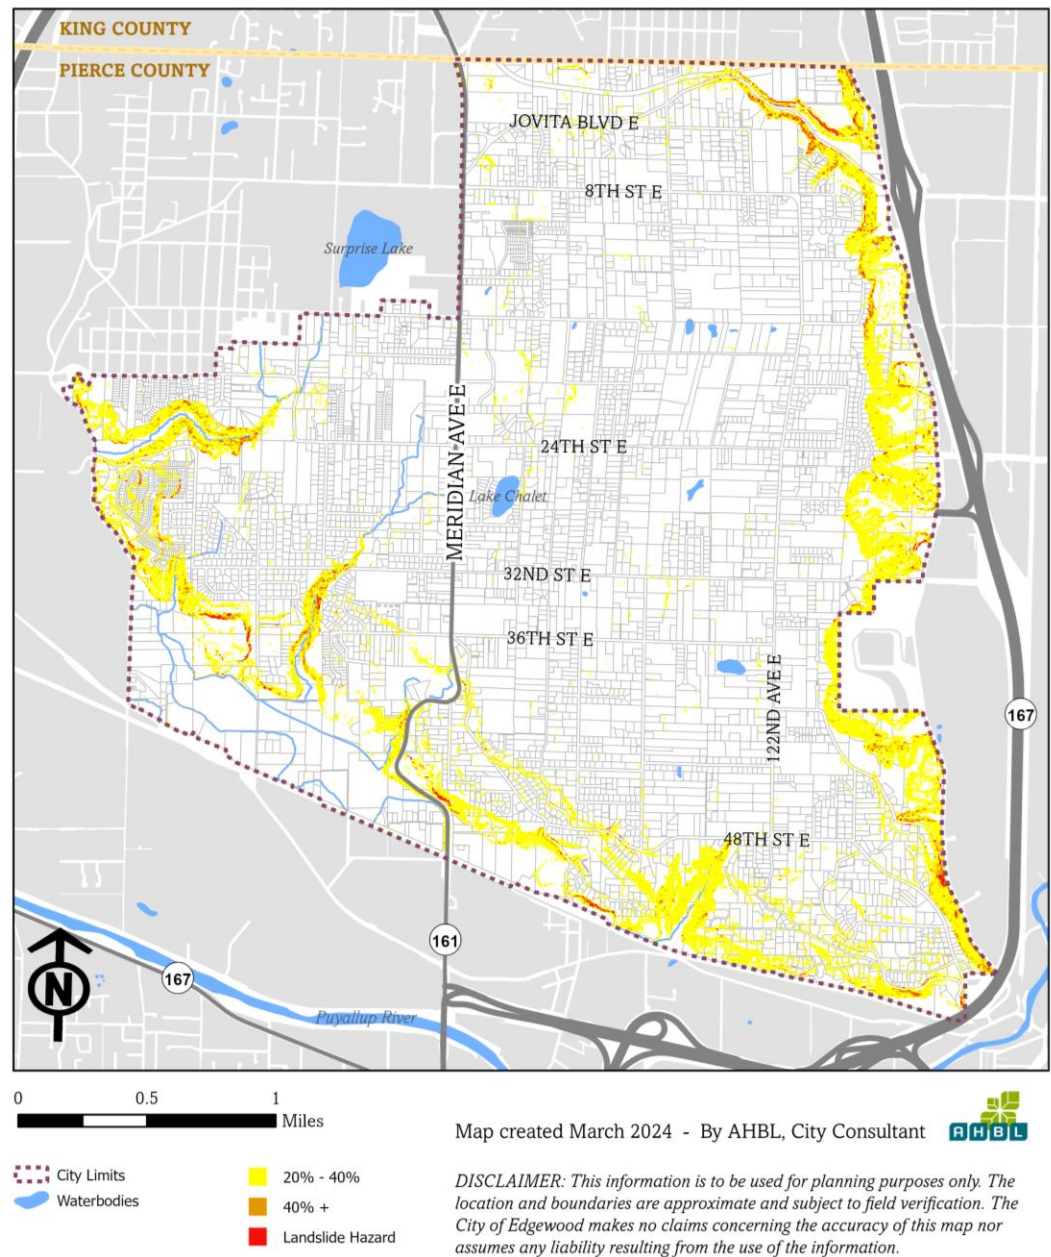 KING COUNTY
PIERCE COUNTY
JOVITA BLVD E
8TH ST E
Surprise Lake
MERIDIAN AVE E
24TH ST E
Lake Chalet
32ND ST E
36TH ST E
122ND AVE E
167
48TH ST E
161
N
167
Puyallup River
0 0.5 1
Miles
Map created March 2024 - By AHBL, City Consultant
AHBL
City Limits
Waterbodies
20% - 40%
40% +
Landslide Hazard
DISCLAIMER: This information is to be used for planning purposes only. The
location and boundaries are approximate and subject to field verification. The
City of Edgewood makes no claims concerning the accuracy of this map nor
assumes any liability resulting from the use of the information.